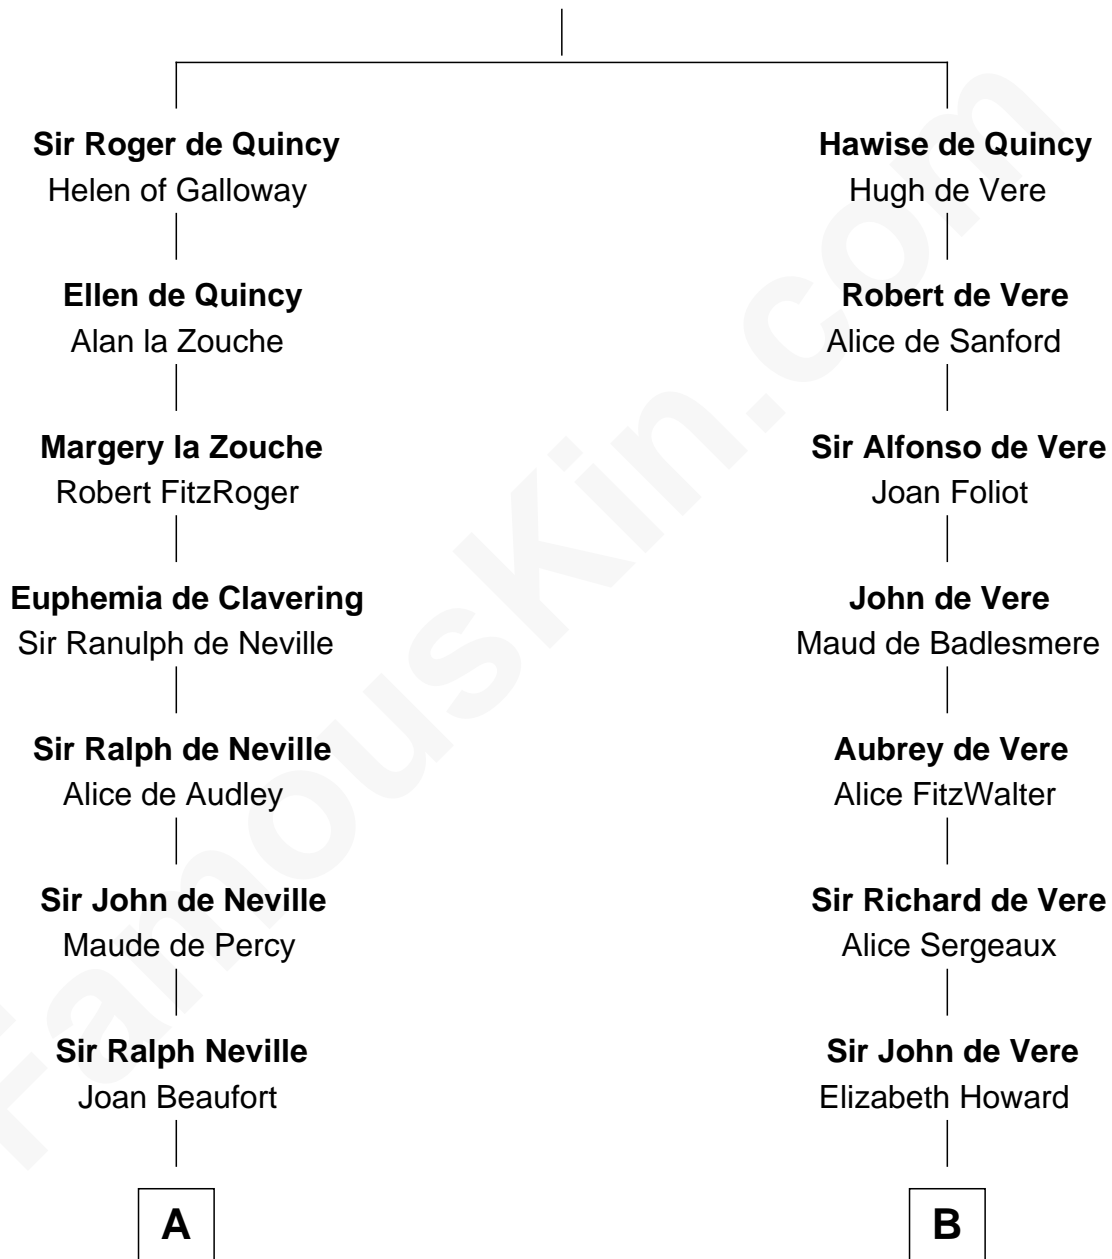 Sir Roger de Quincy
Helen of Galloway
Ellen de Quincy
Alan la Zouche
Margery la Zouche
Robert FitzRoger
Euphemia de Clavering
Sir Ranulph de Neville
Sir Ralph de Neville
Alice de Audley
Sir John de Neville
Maude de Percy
Sir Ralph Neville
Joan Beaufort
A
Hawise de Quincy
Hugh de Vere
Robert de Vere
Alice de Sanford
Sir Alfonso de Vere
Joan Foliot
John de Vere
Maud de Badlesmere
Aubrey de Vere
Alice FitzWalter
Sir Richard de Vere
Alice Sergeaux
Sir John de Vere
Elizabeth Howard
B
FamousKin.com